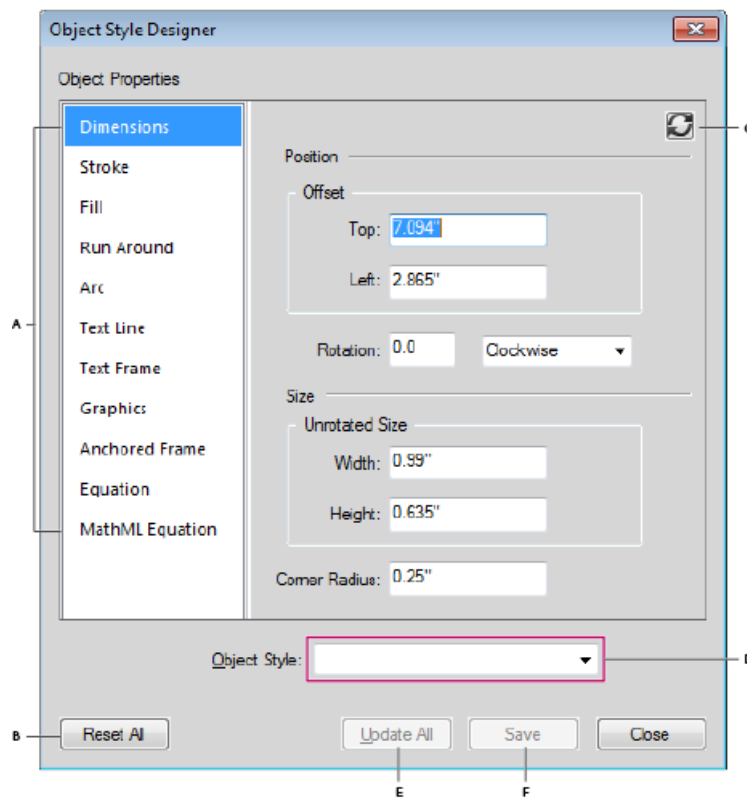 Object Style Designer
Object Properties
Dimensions
Stroke
Fill
Run Around
Arc
Text Line
Text Frame
Graphics
Anchored Frame
Equation
MathML Equation
Position
Offset
Top: 7.094"
Left: 2.865"
Rotation: 0.0 Clockwise
Size
Unrotated Size
Width: 0.99"
Height: 0.635"
Corner Radius: 0.25"
Object Style:
Reset All
Update All
Save
Close
A
B
E
F